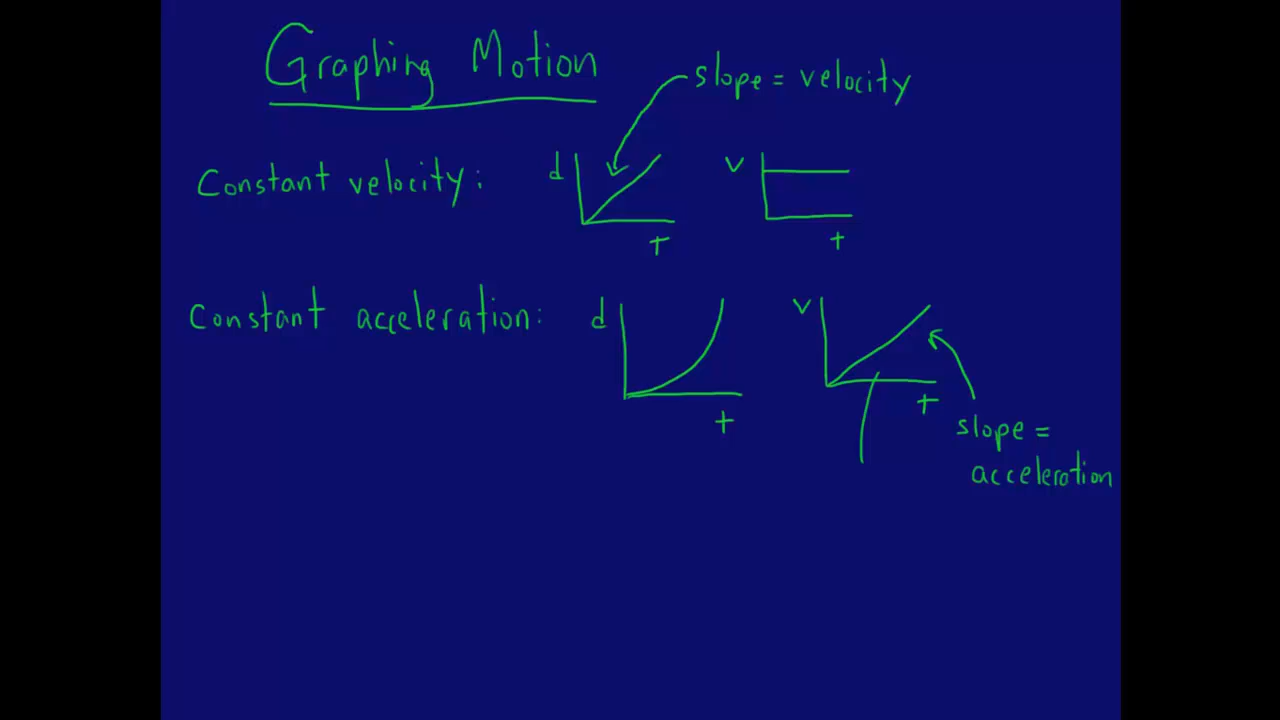 Graphing Motion
slope = velocity
Constant velocity:
d
t
v
t
Constant acceleration:
d
t
v
t
slope =
acceleration